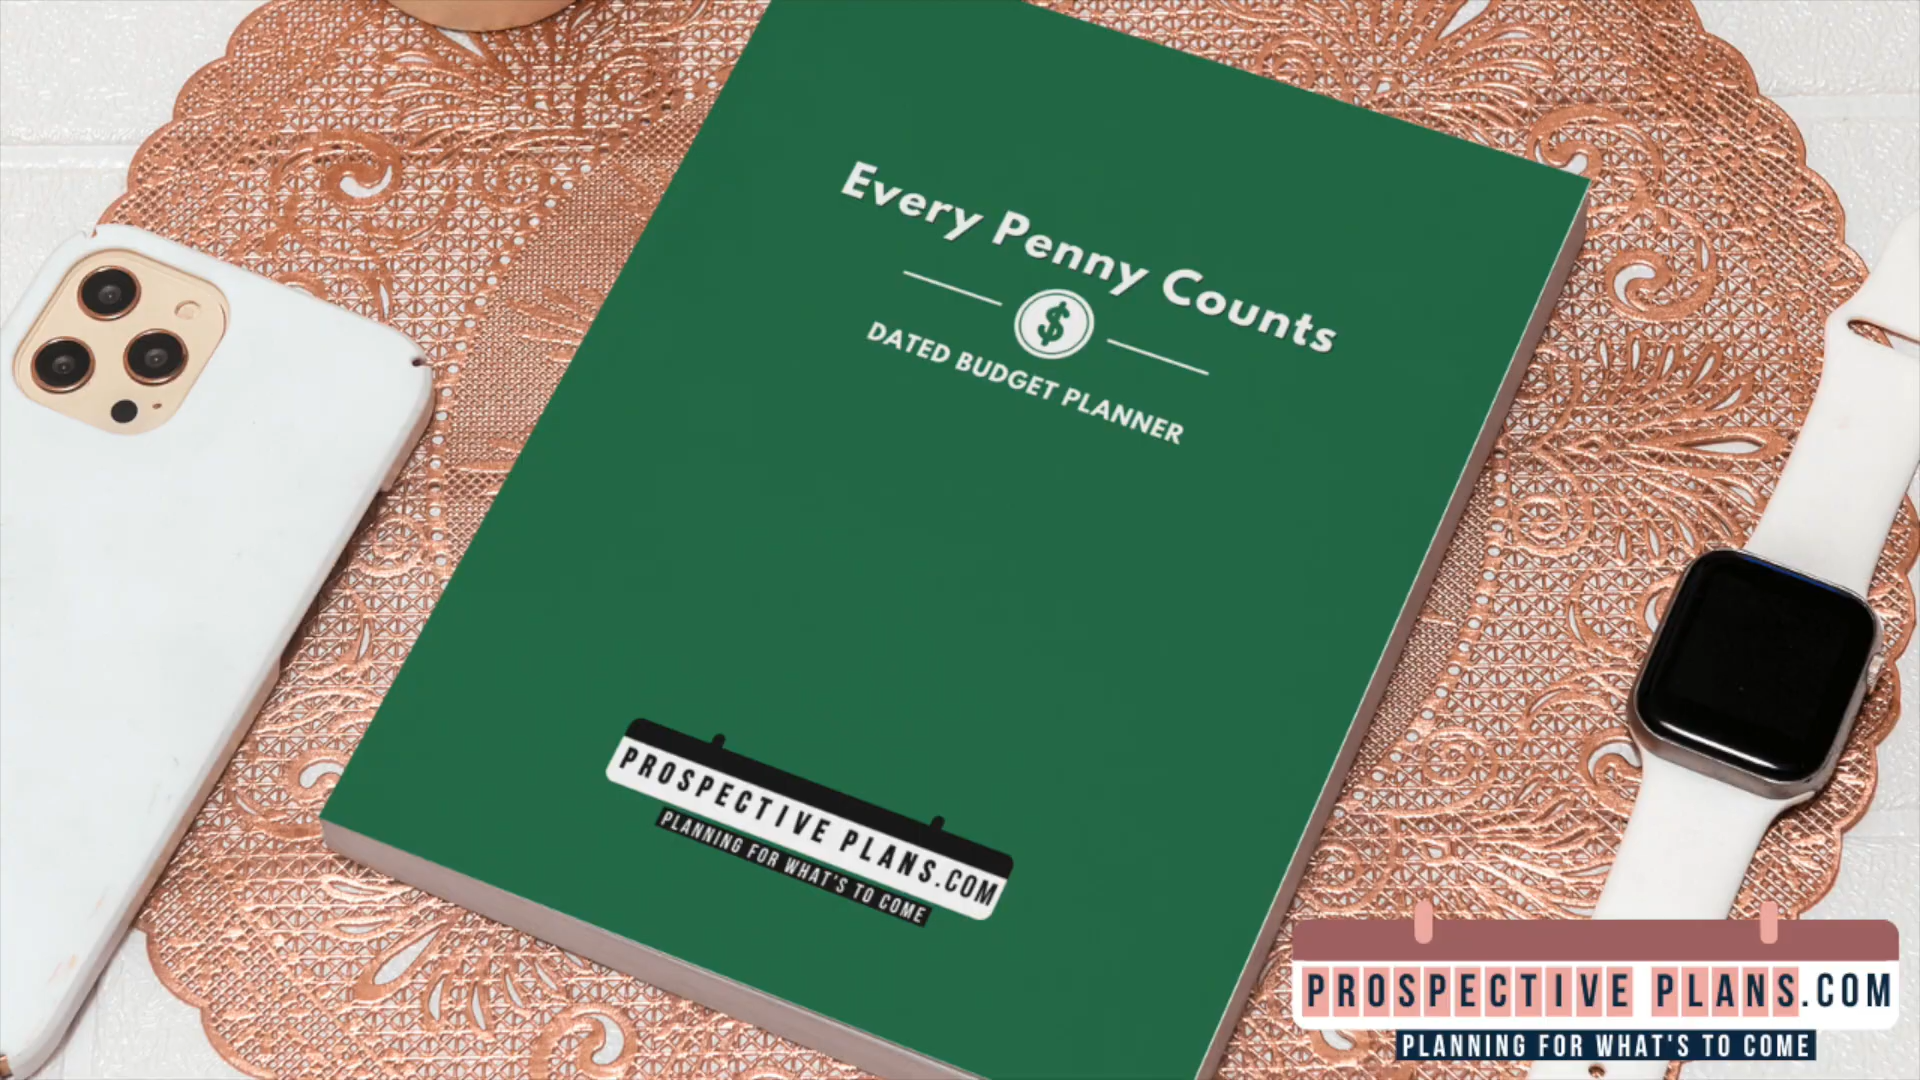 Every Penny Counts
$
DATED BUDGET PLANNER
PROSPECTIVE PLANS.COM
PLANNING FOR WHAT'S TO COME
PROSPECTIVE PLANS.COM
PLANNING FOR WHAT'S TO COME